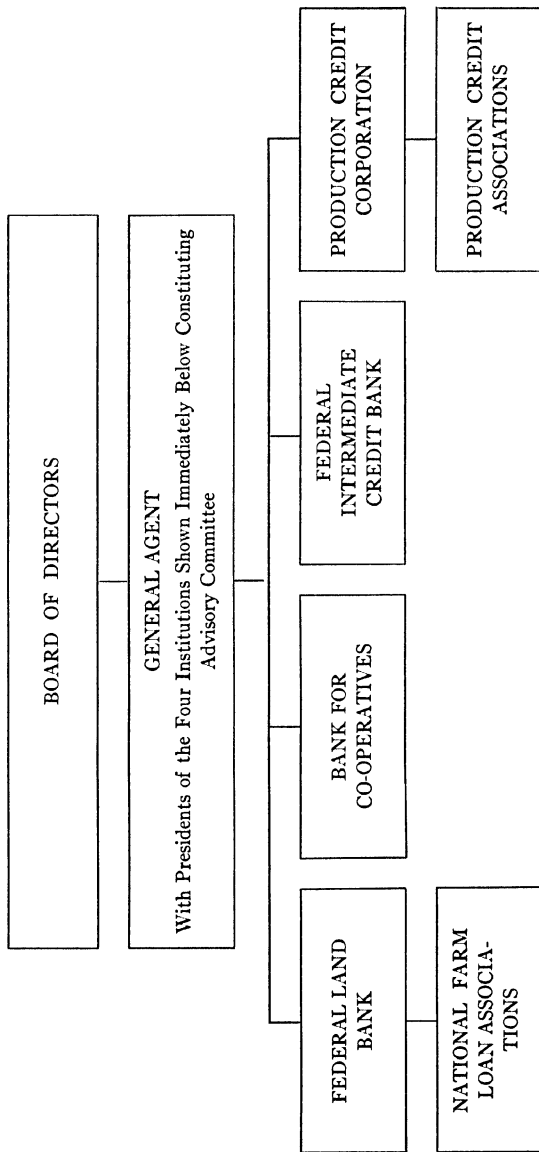 BOARD OF DIRECTORS
GENERAL AGENT
With Presidents of the Four Institutions Shown Immediately Below Constituting
Advisory Committee
FEDERAL LAND
BANK
BANK FOR
CO-OPERATIVES
FEDERAL
INTERMEDIATE
CREDIT BANK
PRODUCTION CREDIT
CORPORATION
NATIONAL FARM
LOAN ASSOCIA-
TIONS
PRODUCTION CREDIT
ASSOCIATIONS